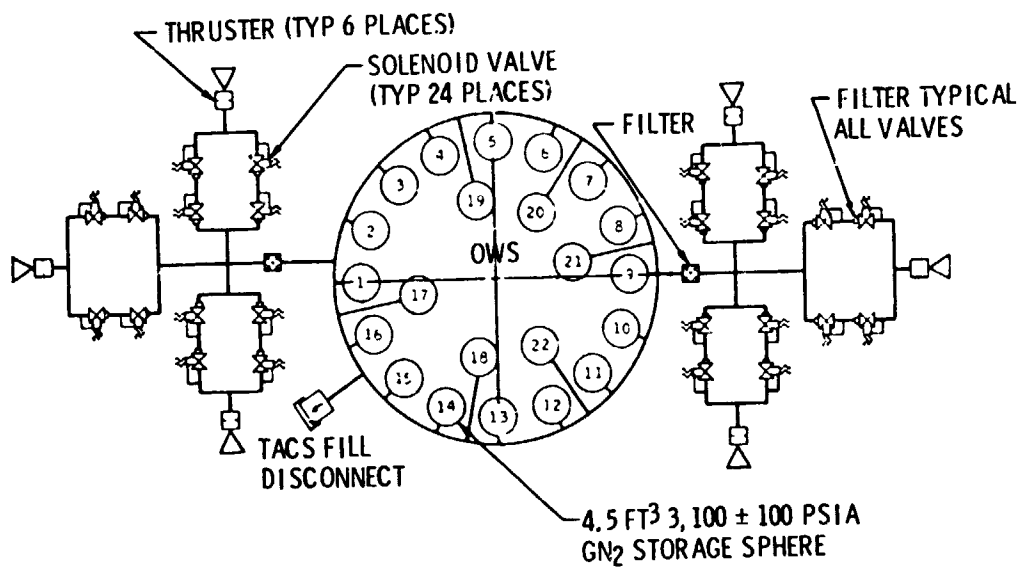 THRUSTER (TYP 6 PLACES)
SOLENOID VALVE
(TYP 24 PLACES)
FILTER
FILTER TYPICAL
ALL VALVES
1
2
3
4
5
6
7
8
9
10
11
12
13
14
15
16
17
18
19
20
21
22
OWS
TACS FILL
DISCONNECT
4.5 FT³ 3,100 ± 100 PSIA
GN₂ STORAGE SPHERE